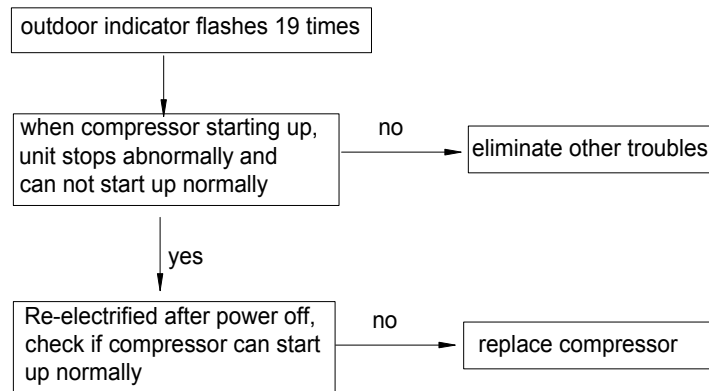 outdoor indicator flashes 19 times
when compressor starting up,
unit stops abnormally and
can not start up normally
no
eliminate other troubles
yes
Re-electrified after power off,
check if compressor can start
up normally
no
replace compressor